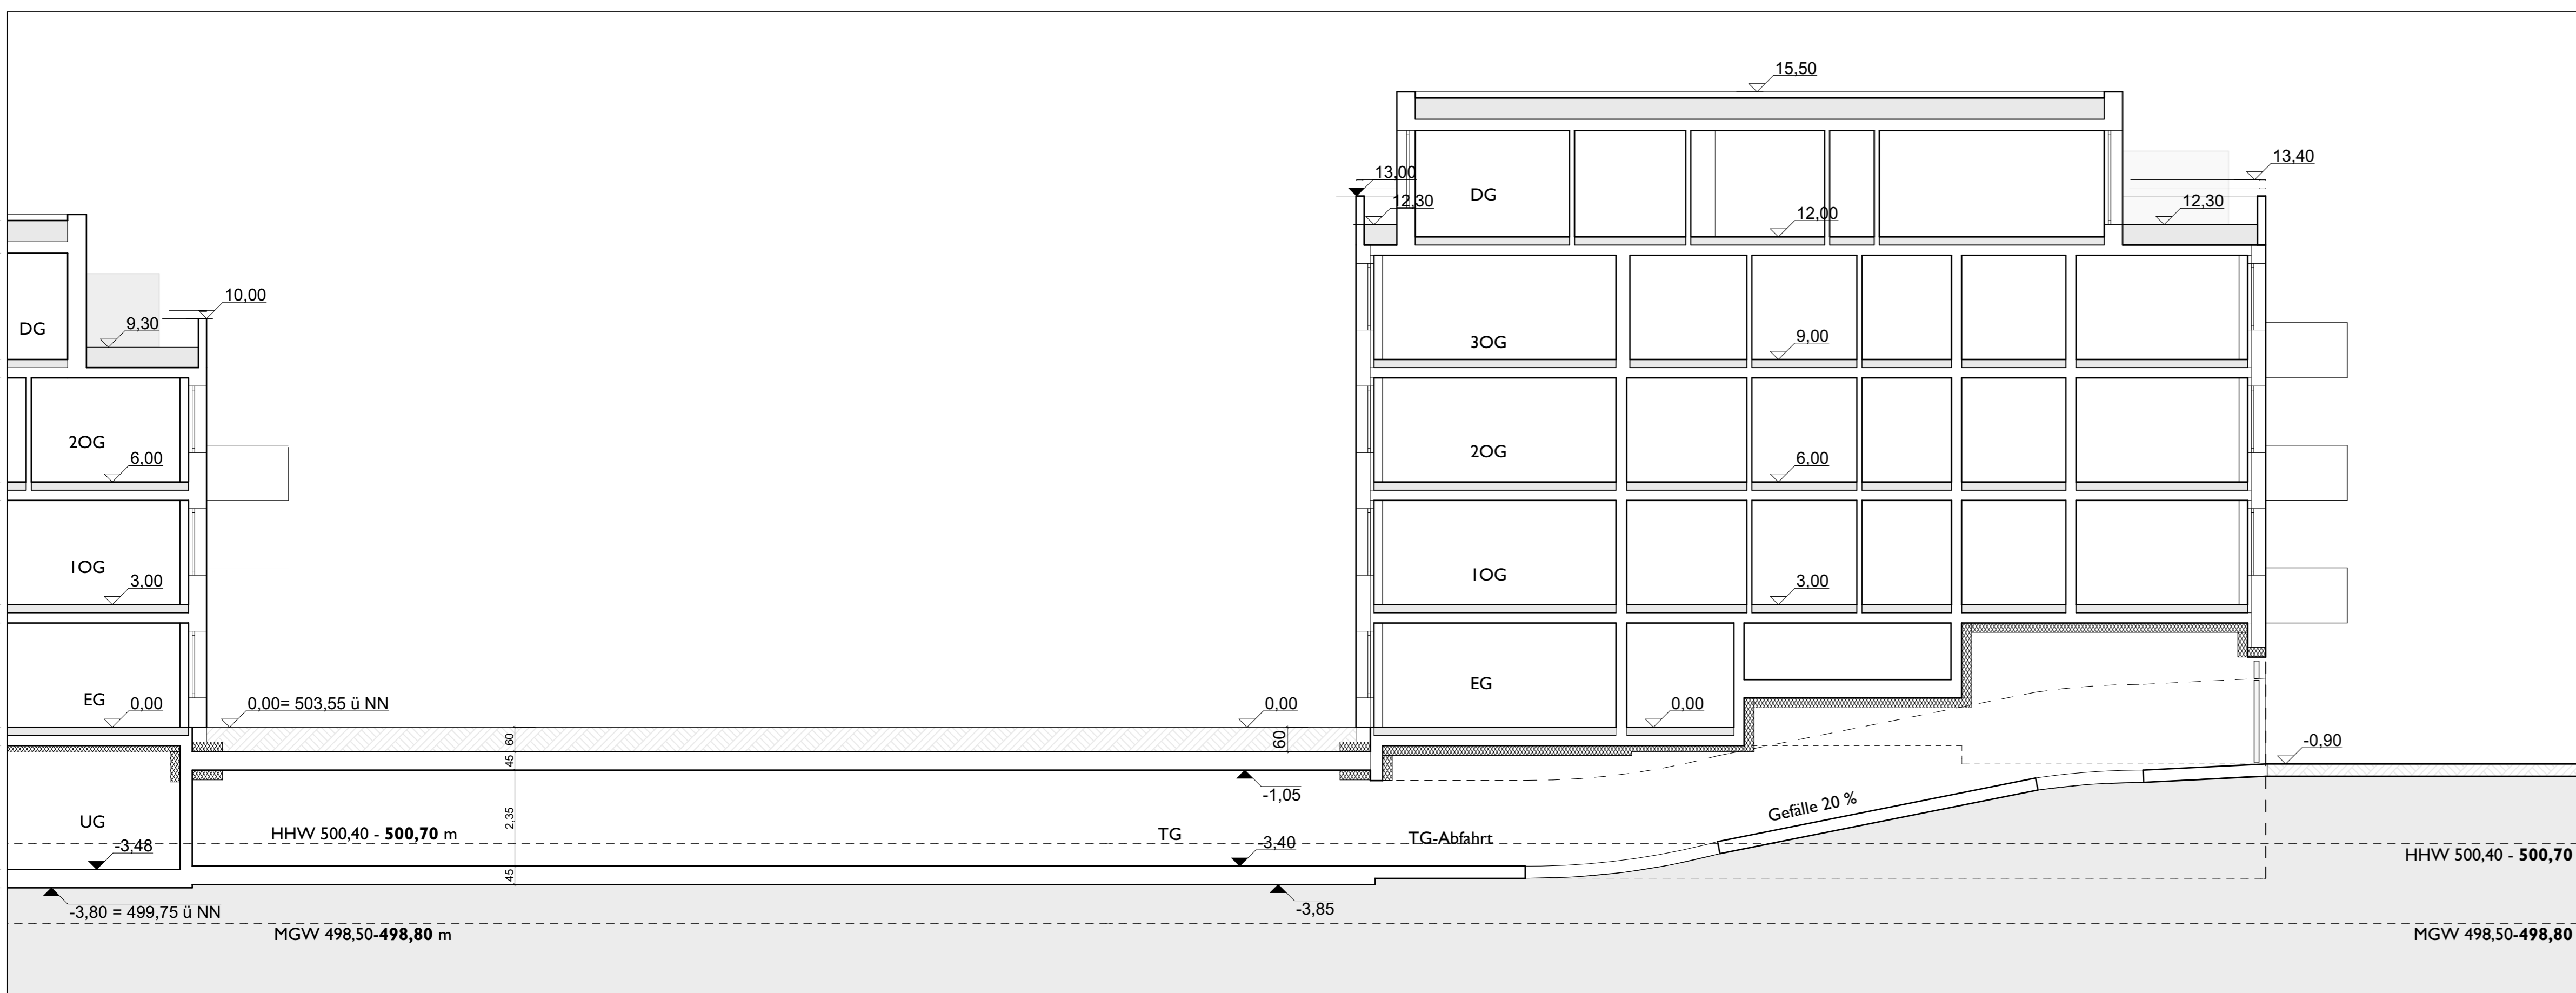 15,50
13,00
13,40
12,30
DG
12,00
12,30
10,00
9,30
DG
3OG
9,00
2OG
6,00
2OG
6,00
1OG
3,00
1OG
3,00
EG
0,00
0,00= 503,55 ü NN
0,00
EG
0,00
60
60
45
-0,90
-1,05
2,35
UG
-3,48
HHW 500,40 - 500,70 m
TG
-3,40
TG-Abfahrt
Gefälle 20 %
HHW 500,40 - 500,70
45
-3,80 = 499,75 ü NN
-3,85
MGW 498,50-498,80 m
MGW 498,50-498,80